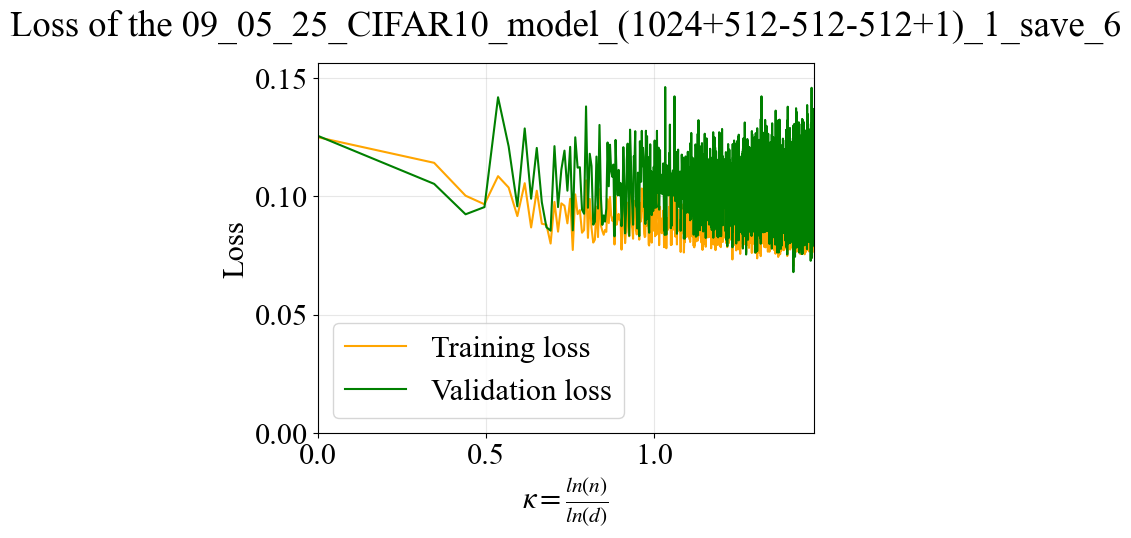 Loss of the 09_05_25_CIFAR10_model_(1024+512-512-512+1)_1_save_6
0.15
0.10
0.05
0.00
Loss
Training loss
Validation loss
0.0 0.5 1.0
κ = ln(n) / ln(d)